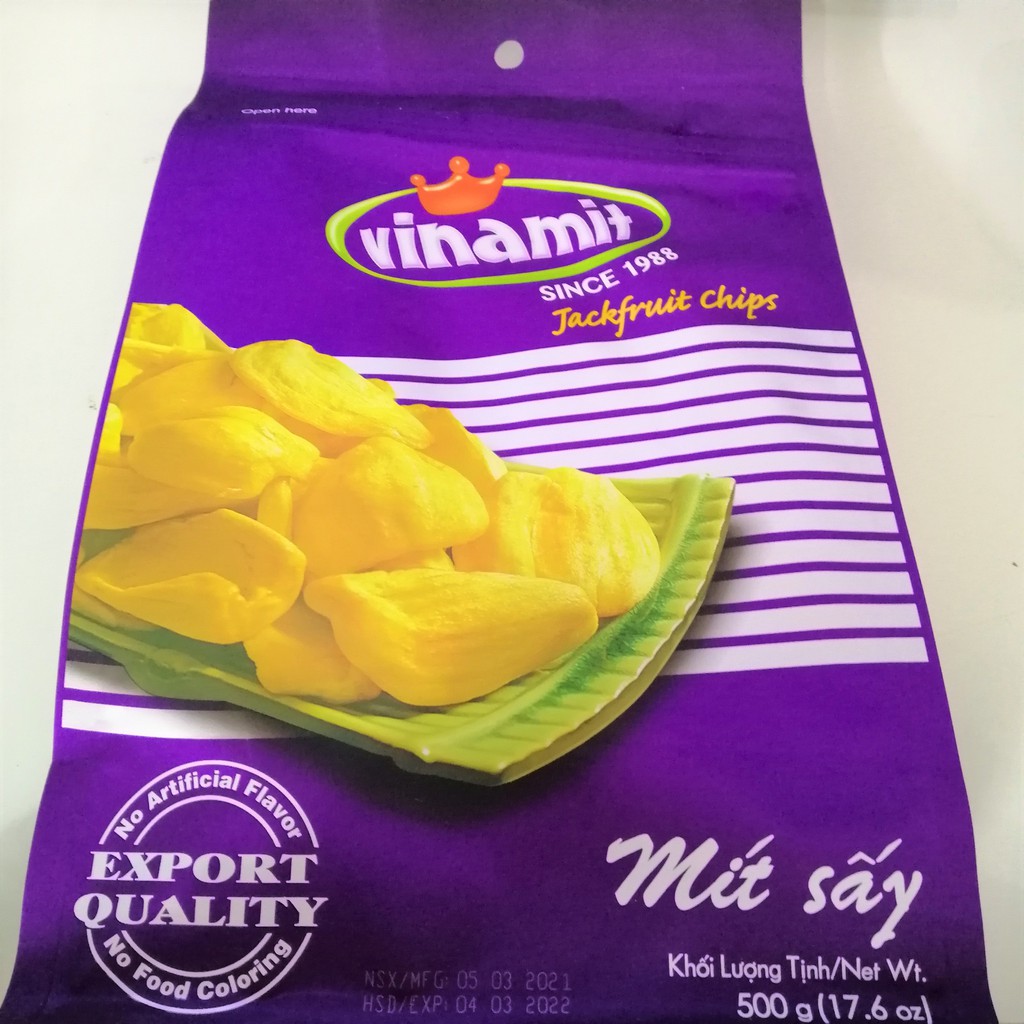 Open here
vinamit
SINCE 1988
Jackfruit Chips
No Artificial Flavor
EXPORT
QUALITY
No Food Coloring
Mít sấy
Khối Lượng Tịnh/Net Wt.
500 g (17.6 oz)
NSX/MFG: 05 03 2021
HSD/EXP: 04 03 2022